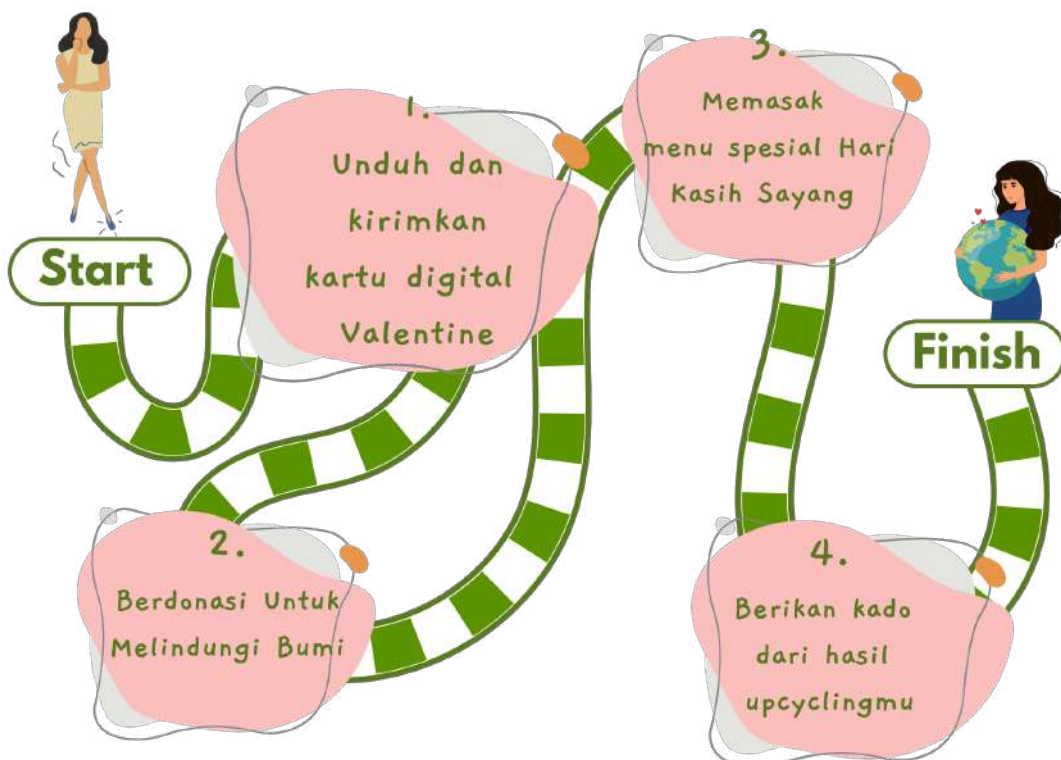 Start
1.
Unduh dan
kirimkan
kartu digital
Valentine
2.
Berdonasi Untuk
Melindungi Bumi
3.
Memasak
menu spesial Hari
Kasih Sayang
4.
Berikan kado
dari hasil
upcyclingmu
Finish